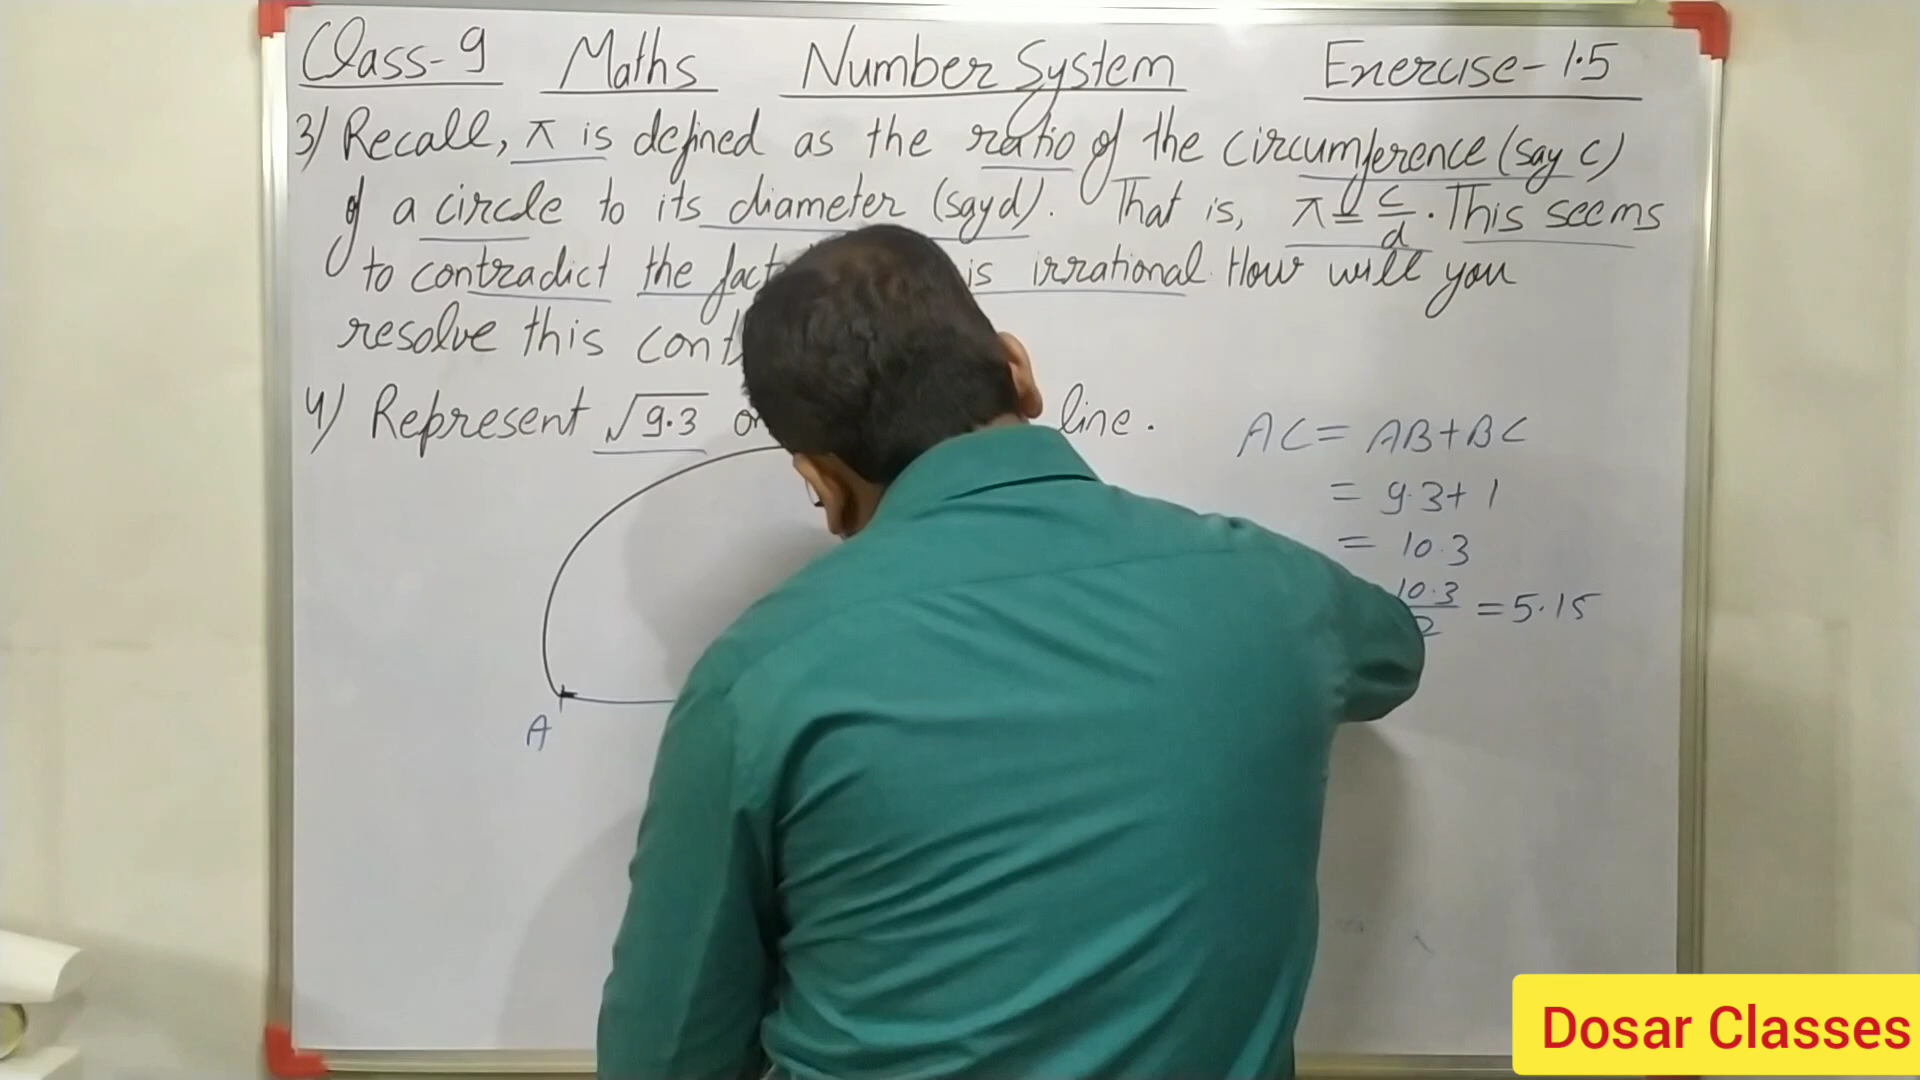 Class-9 Maths Number System Exercise-1.5
3) Recall, π is defined as the ratio of the circumference (say c)
of a circle to its diameter (say d). That is, π = c/d. This seems
to contradict the fact is irrational. How will you
resolve this
4) Represent √9.3 line.
AC = AB+BC
= 9.3+1
= 10.3
10.3/2 = 5.15
A
Dosar Classes